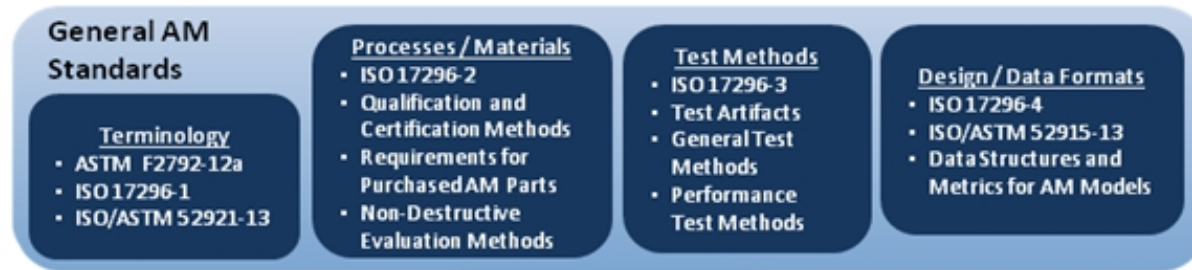 General AM
Standards
Terminology
• ASTM F2792-12a
• ISO 17296-1
• ISO/ASTM 52921-13
Processes / Materials
• ISO 17296-2
• Qualification and
Certification Methods
• Requirements for
Purchased AM Parts
• Non-Destructive
Evaluation Methods
Test Methods
• ISO 17296-3
• Test Artifacts
• General Test
Methods
• Performance
Test Methods
Design / Data Formats
• ISO 17296-4
• ISO/ASTM 52915-13
• Data Structures and
Metrics for AM Models